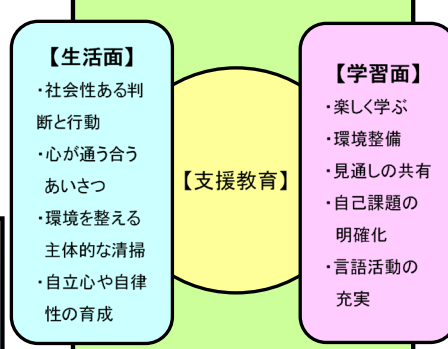 【生活面】
・社会性ある判
断と行動
・心が通う合う
あいさつ
・環境を整える
主体的な清掃
・自立心や自律
性の育成
【支援教育】
【学習面】
・楽しく学ぶ
・環境整備
・見通しの共有
・自己課題の
明確化
・言語活動の
充実